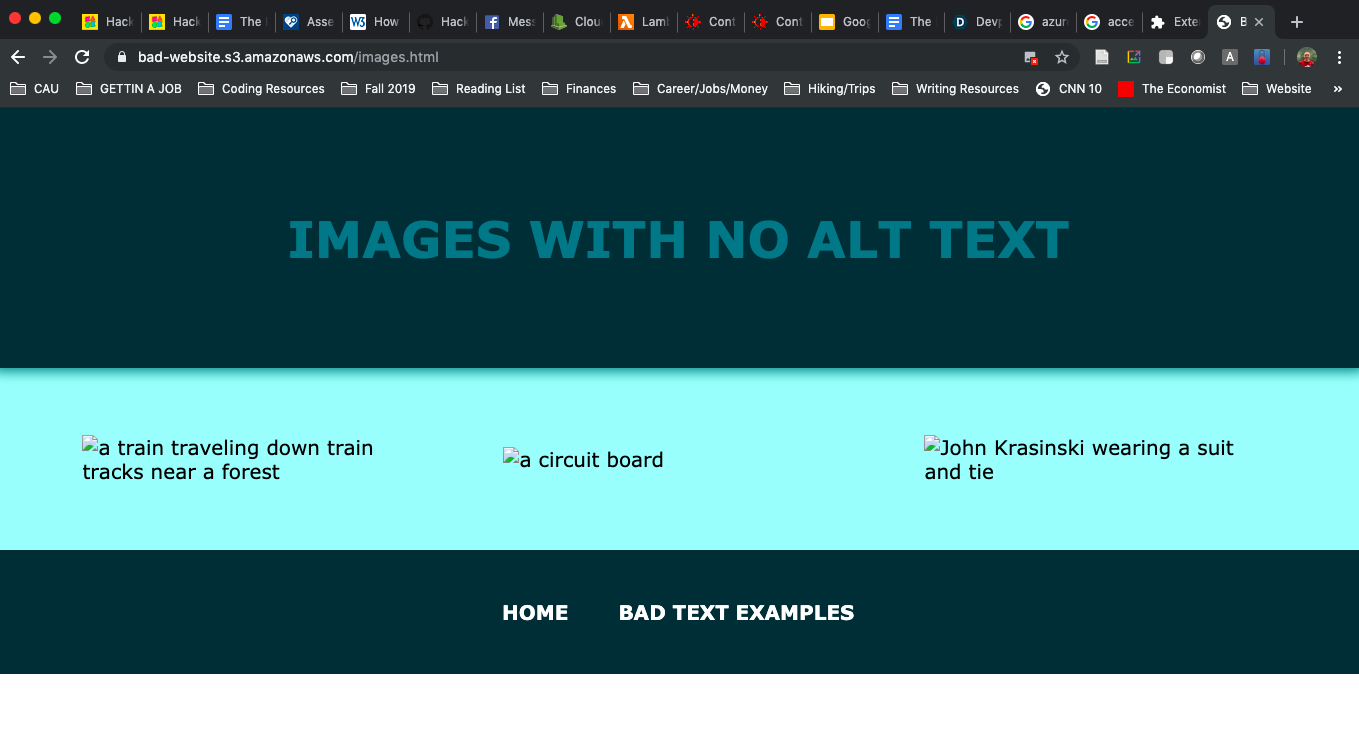 Hack
Hack
The
Asse
W3 How
Hack
Mess
Clou
Lam
Cont
Cont
Goog
The
D Devp
azur
acce
Exte
B
bad-website.s3.amazonaws.com/images.html
A
CAU GETTIN A JOB Coding Resources Fall 2019 Reading List Finances Career/Jobs/Money Hiking/Trips Writing Resources CNN 10 The Economist Website »
IMAGES WITH NO ALT TEXT
a train traveling down train
tracks near a forest
a circuit board
John Krasinski wearing a suit
and tie
HOME BAD TEXT EXAMPLES